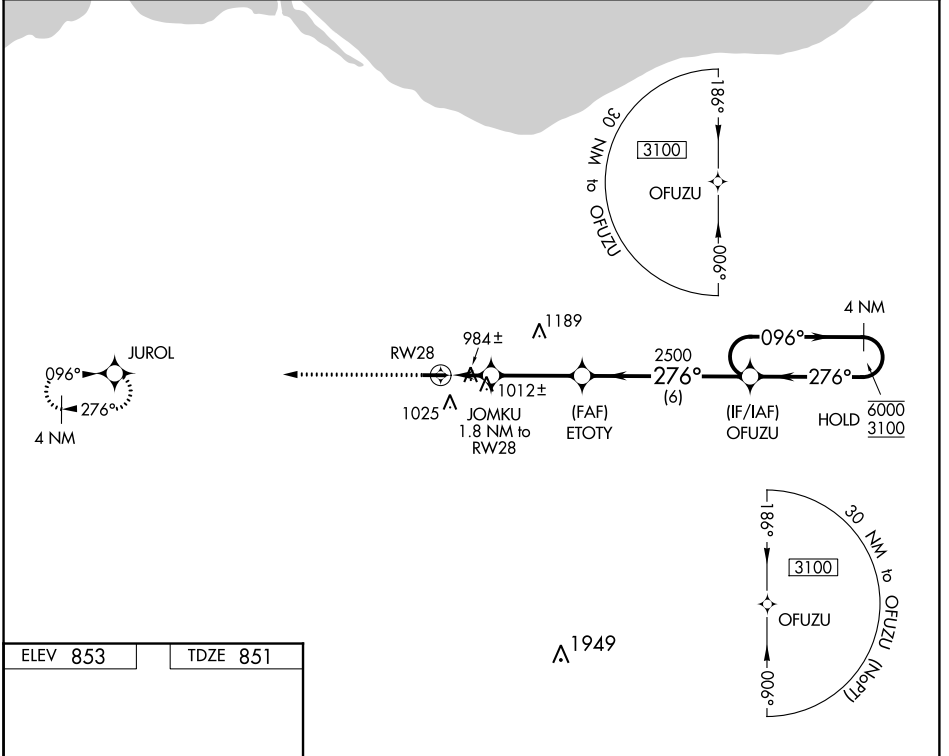 186°
30 NM to OFUZU
3100
OFUZU
006°
4 NM
1189
984±
096°
JUROL
RW28
2500
096°
276°
276°
276°
1012±
(6)
6000
3100
1025
JOMKU
1.8 NM to
RW28
(FAF)
ETOTY
(IF/IAF)
OFUZU
HOLD
4 NM
186°
30 NM to OFUZU (NoPT)
3100
OFUZU
1949
006°
ELEV 853
TDZE 851